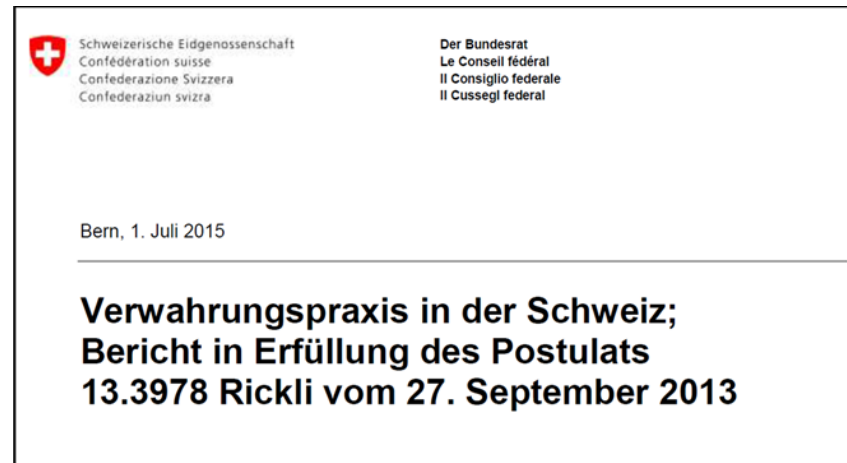 Schweizerische Eidgenossenschaft
Confédération suisse
Confederazione Svizzera
Confederaziun svizra
Der Bundesrat
Le Conseil fédéral
Il Consiglio federale
Il Cussegl federal
Bern, 1. Juli 2015
Verwahrungspraxis in der Schweiz;
Bericht in Erfüllung des Postulats
13.3978 Rickli vom 27. September 2013